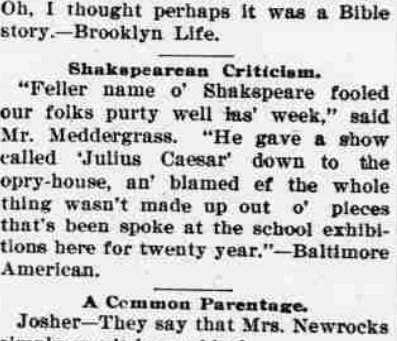 Oh, I thought perhaps it was a Bible
story.—Brooklyn Life.
Shakspearean Criticism.
"Feller name o' Shakspeare fooled
our folks purty well las' week," said
Mr. Meddergrass. "He gave a show
called 'Julius Caesar' down to the
opry-house, an' blamed ef the whole
thing wasn't made up out o' pieces
that's been spoke at the school exhibi-
tions here for twenty year."—Baltimore
American.
A Common Parentage.
Josher—They say that Mrs. Newrocks